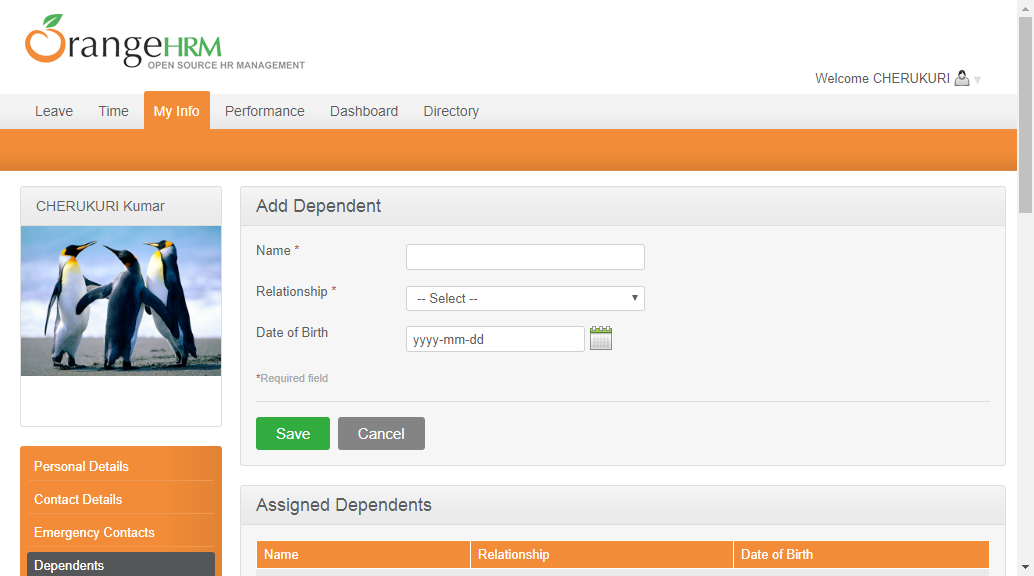 OrangeHRM
OPEN SOURCE HR MANAGEMENT
Welcome CHERUKURI
Leave Time My Info Performance Dashboard Directory
CHERUKURI Kumar
Add Dependent
Name *
Relationship * -- Select --
Date of Birth yyyy-mm-dd
*Required field
Save Cancel
Personal Details
Contact Details
Emergency Contacts
Dependents
Assigned Dependents
Name Relationship Date of Birth